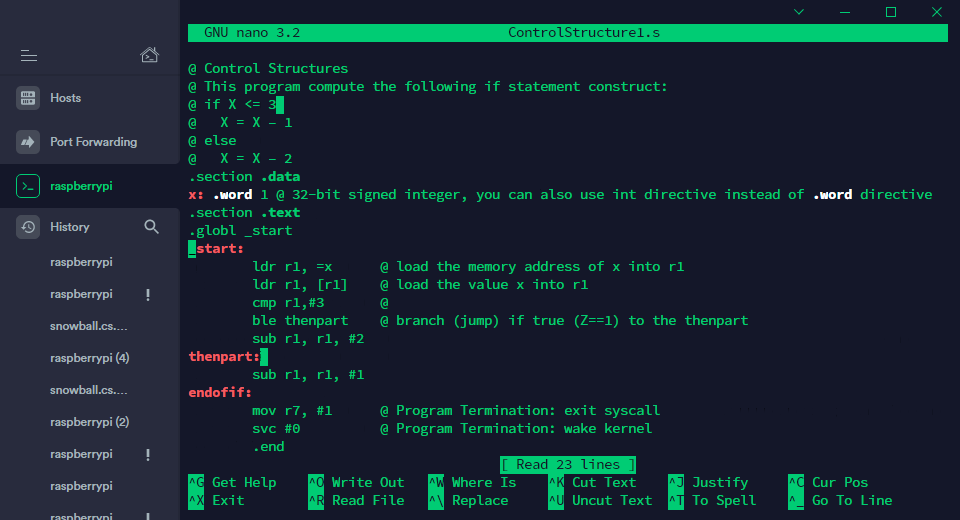 Hosts
Port Forwarding
raspberrypi
History
raspberrypi
raspberrypi !
snowball.cs....
raspberrypi (4)
snowball.cs....
raspberrypi (2)
raspberrypi !
raspberrypi
raspberrypi !
GNU nano 3.2 ControlStructure1.s
@ Control Structures
@ This program compute the following if statement construct:
@ if X <= 3
@   X = X - 1
@ else
@   X = X - 2
.section .data
x: .word 1 @ 32-bit signed integer, you can also use int directive instead of .word directive
.section .text
.globl _start
_start:
        ldr r1, =x      @ load the memory address of x into r1
        ldr r1, [r1]    @ load the value x into r1
        cmp r1,#3       @
        ble thenpart    @ branch (jump) if true (Z==1) to the thenpart
        sub r1, r1, #2
thenpart:
        sub r1, r1, #1
endofif:
        mov r7, #1      @ Program Termination: exit syscall
        svc #0          @ Program Termination: wake kernel
        .end
[ Read 23 lines ]
^G Get Help ^O Write Out ^W Where Is ^K Cut Text ^J Justify ^C Cur Pos
^X Exit ^R Read File ^\ Replace ^U Uncut Text ^T To Spell ^_ Go To Line